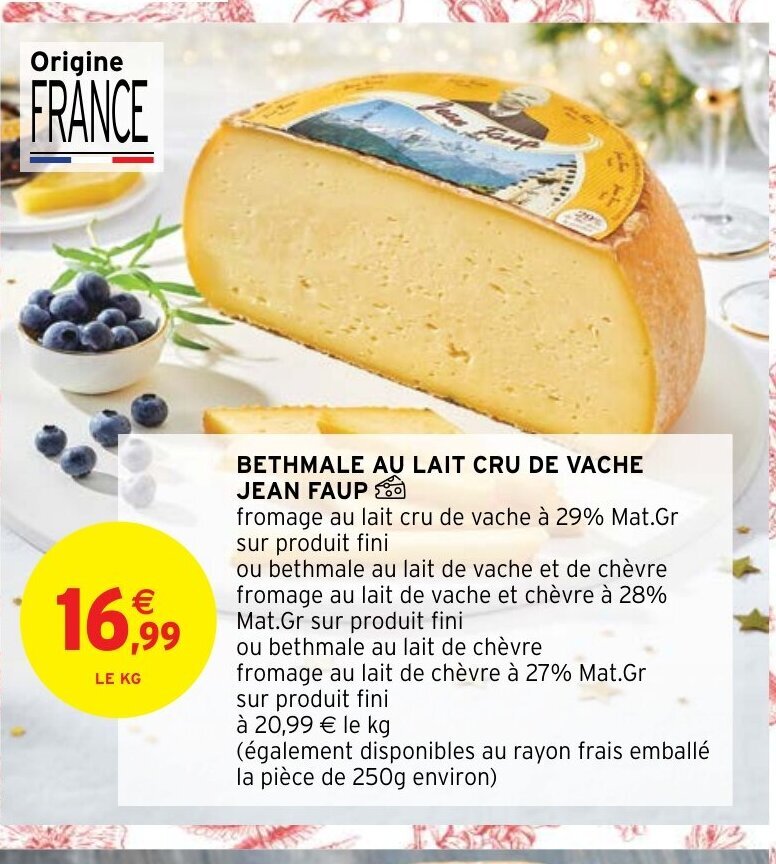 Origine
FRANCE
Jean Faup
29%
BETHMALE AU LAIT CRU DE VACHE
JEAN FAUP
fromage au lait cru de vache à 29% Mat.Gr
sur produit fini
ou bethmale au lait de vache et de chèvre
fromage au lait de vache et chèvre à 28%
Mat.Gr sur produit fini
ou bethmale au lait de chèvre
fromage au lait de chèvre à 27% Mat.Gr
sur produit fini
à 20,99 € le kg
(également disponibles au rayon frais emballé
la pièce de 250g environ)
16€,99
LE KG